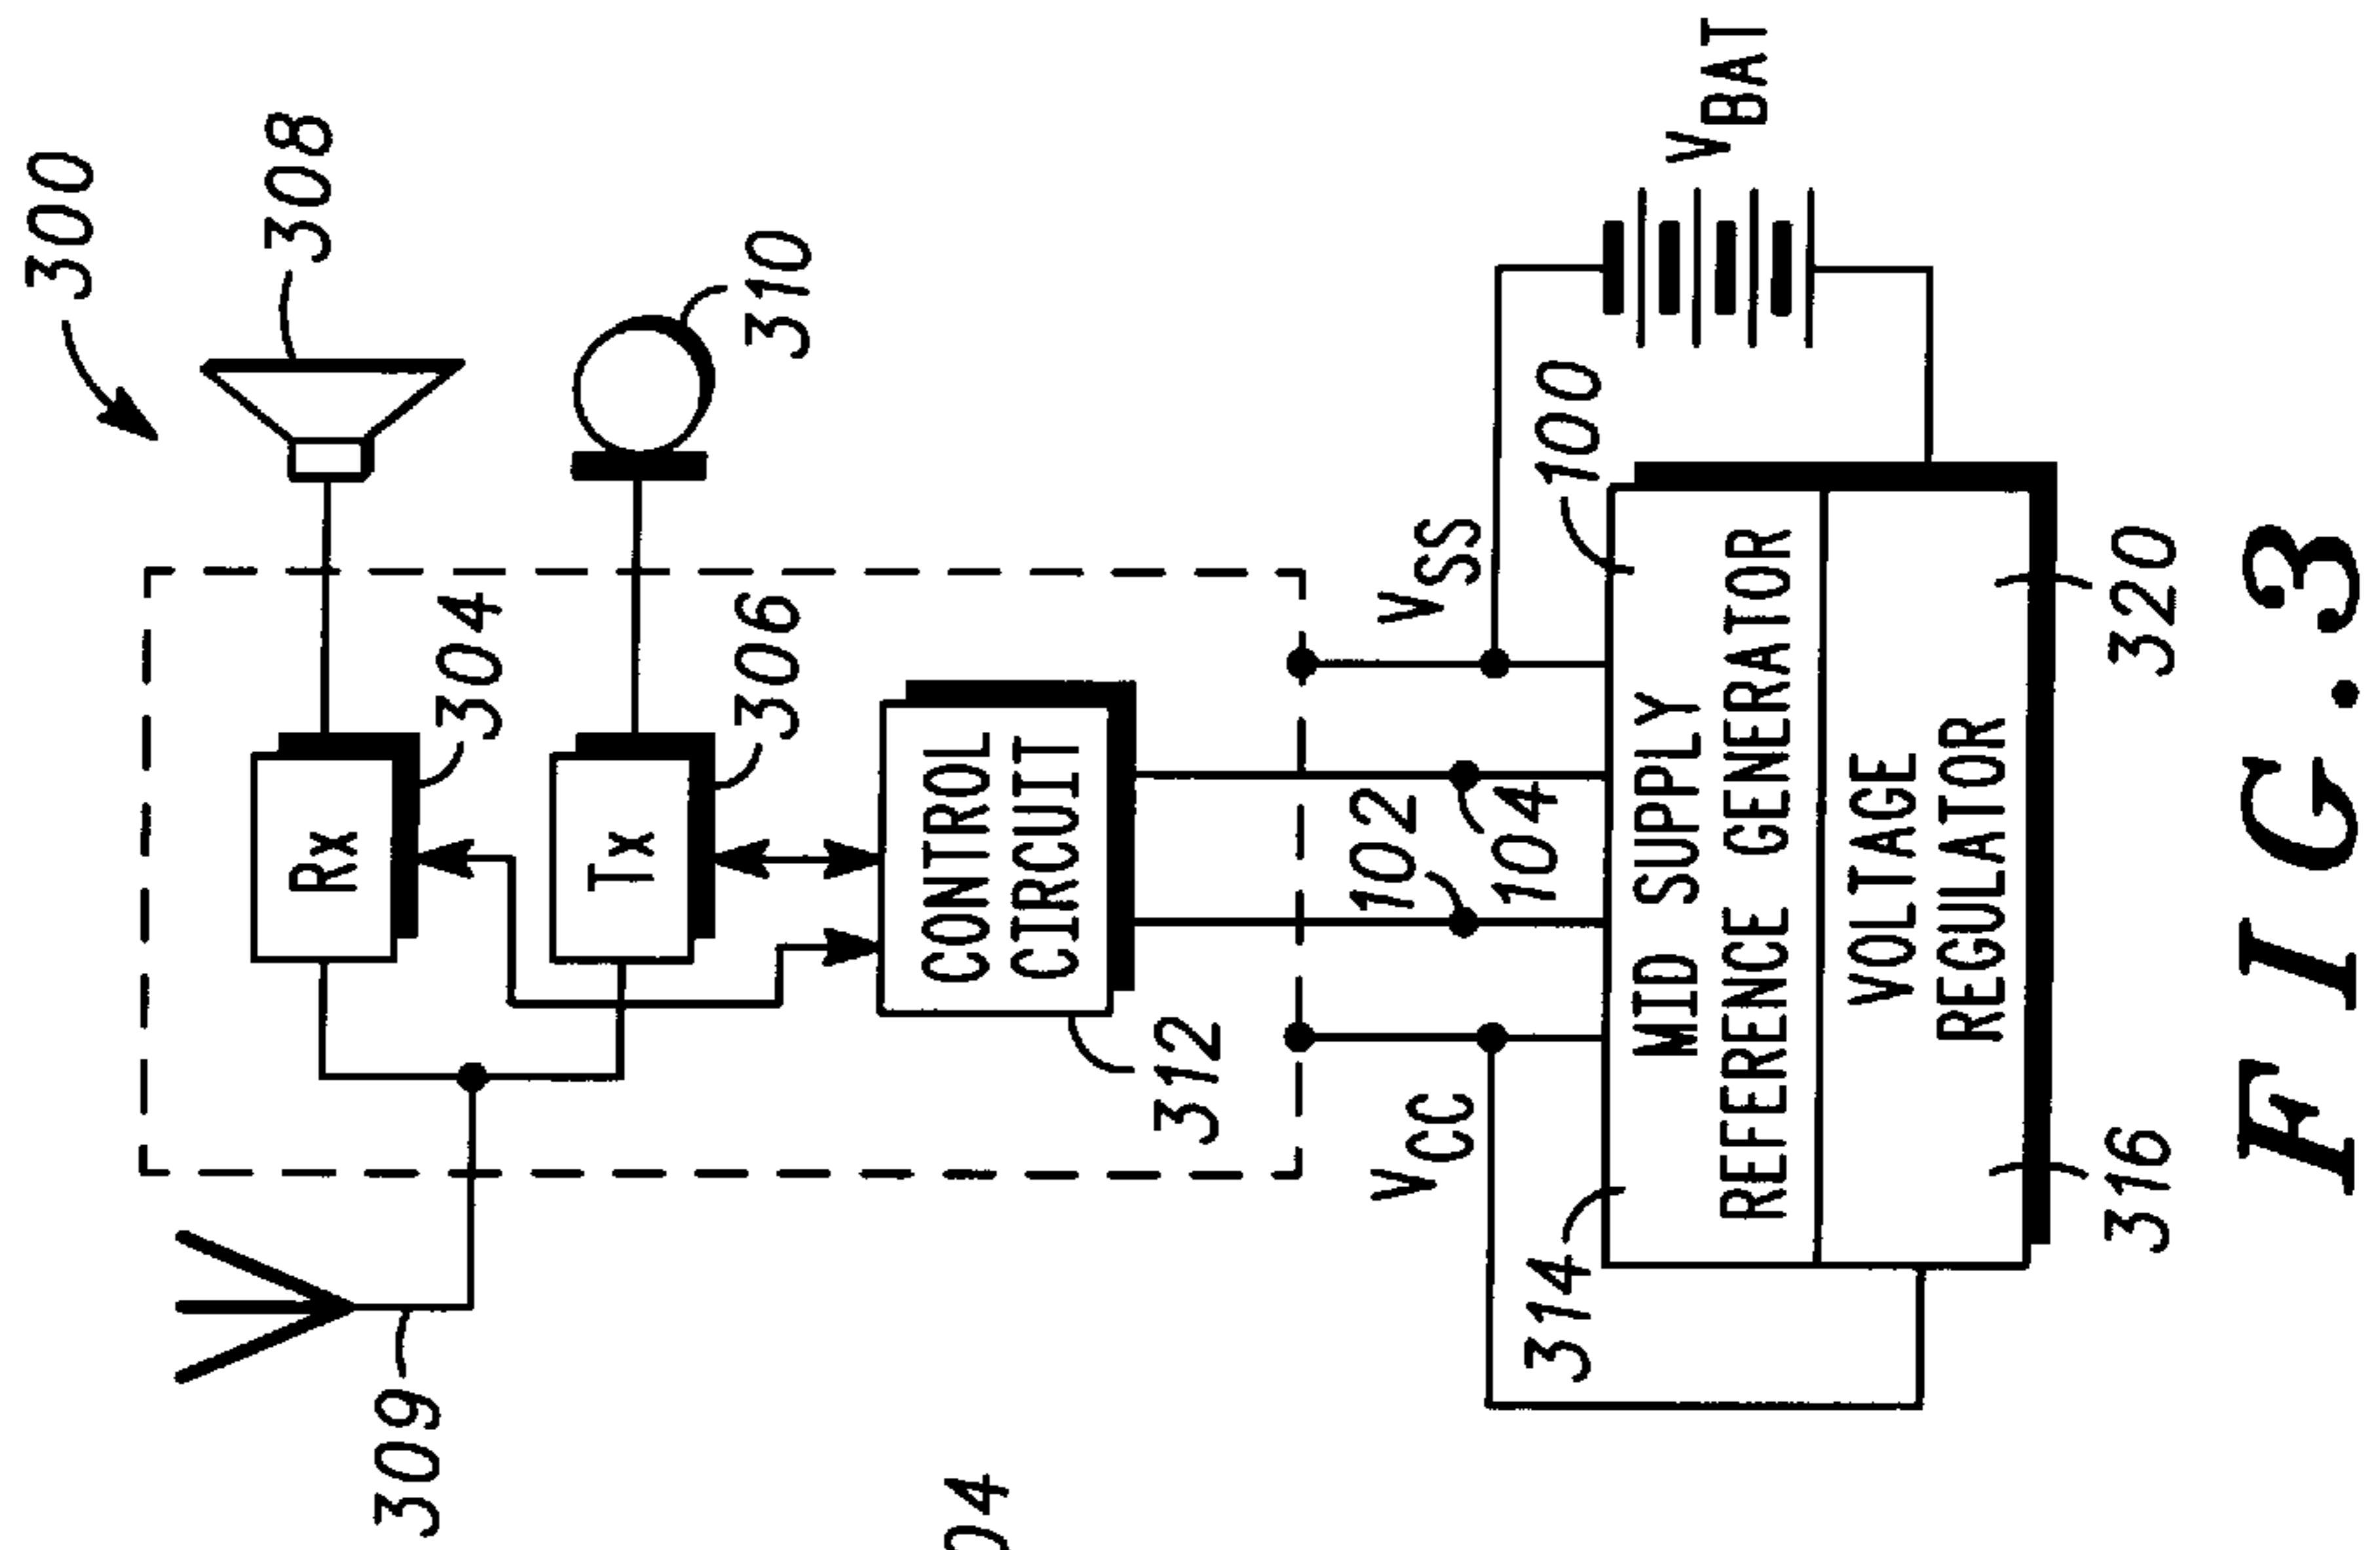 300
308
310
309
Rx
304
Tx
306
CONTROL
CIRCUIT
312
VCC
VSS
102
104
314
100
MID SUPPLY
REFERENCE GENERATOR
VOLTAGE
REGULATOR
VBAT
316
320
FIG.3